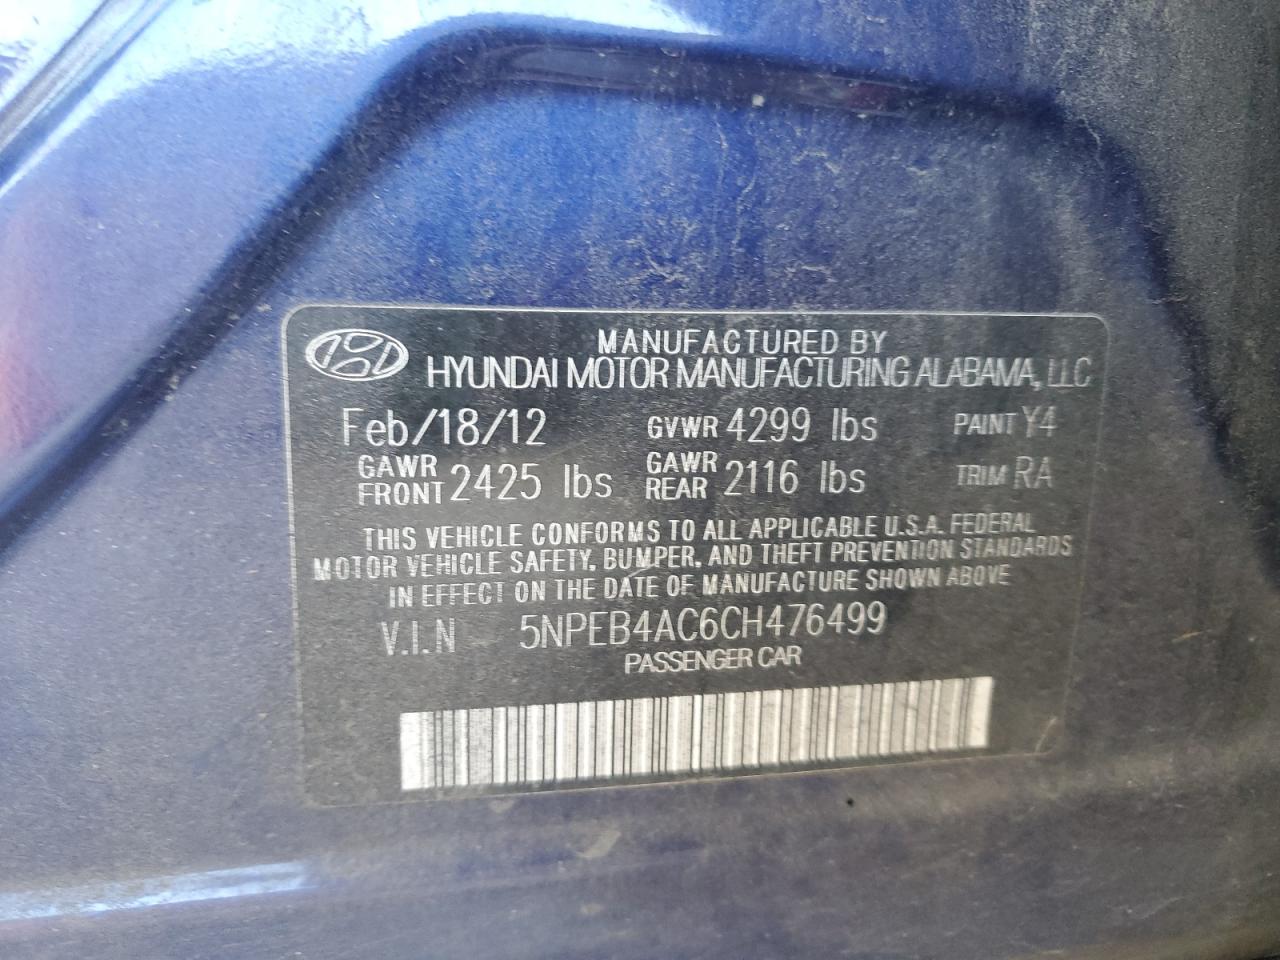 MANUFACTURED BY
HYUNDAI MOTOR MANUFACTURING ALABAMA, LLC
Feb/18/12 GVWR 4299 lbs PAINT Y4
GAWR FRONT 2425 lbs GAWR REAR 2116 lbs TRIM RA
THIS VEHICLE CONFORMS TO ALL APPLICABLE U.S.A. FEDERAL
MOTOR VEHICLE SAFETY, BUMPER, AND THEFT PREVENTION STANDARDS
IN EFFECT ON THE DATE OF MANUFACTURE SHOWN ABOVE
V.I.N 5NPEB4AC6CH476499
PASSENGER CAR